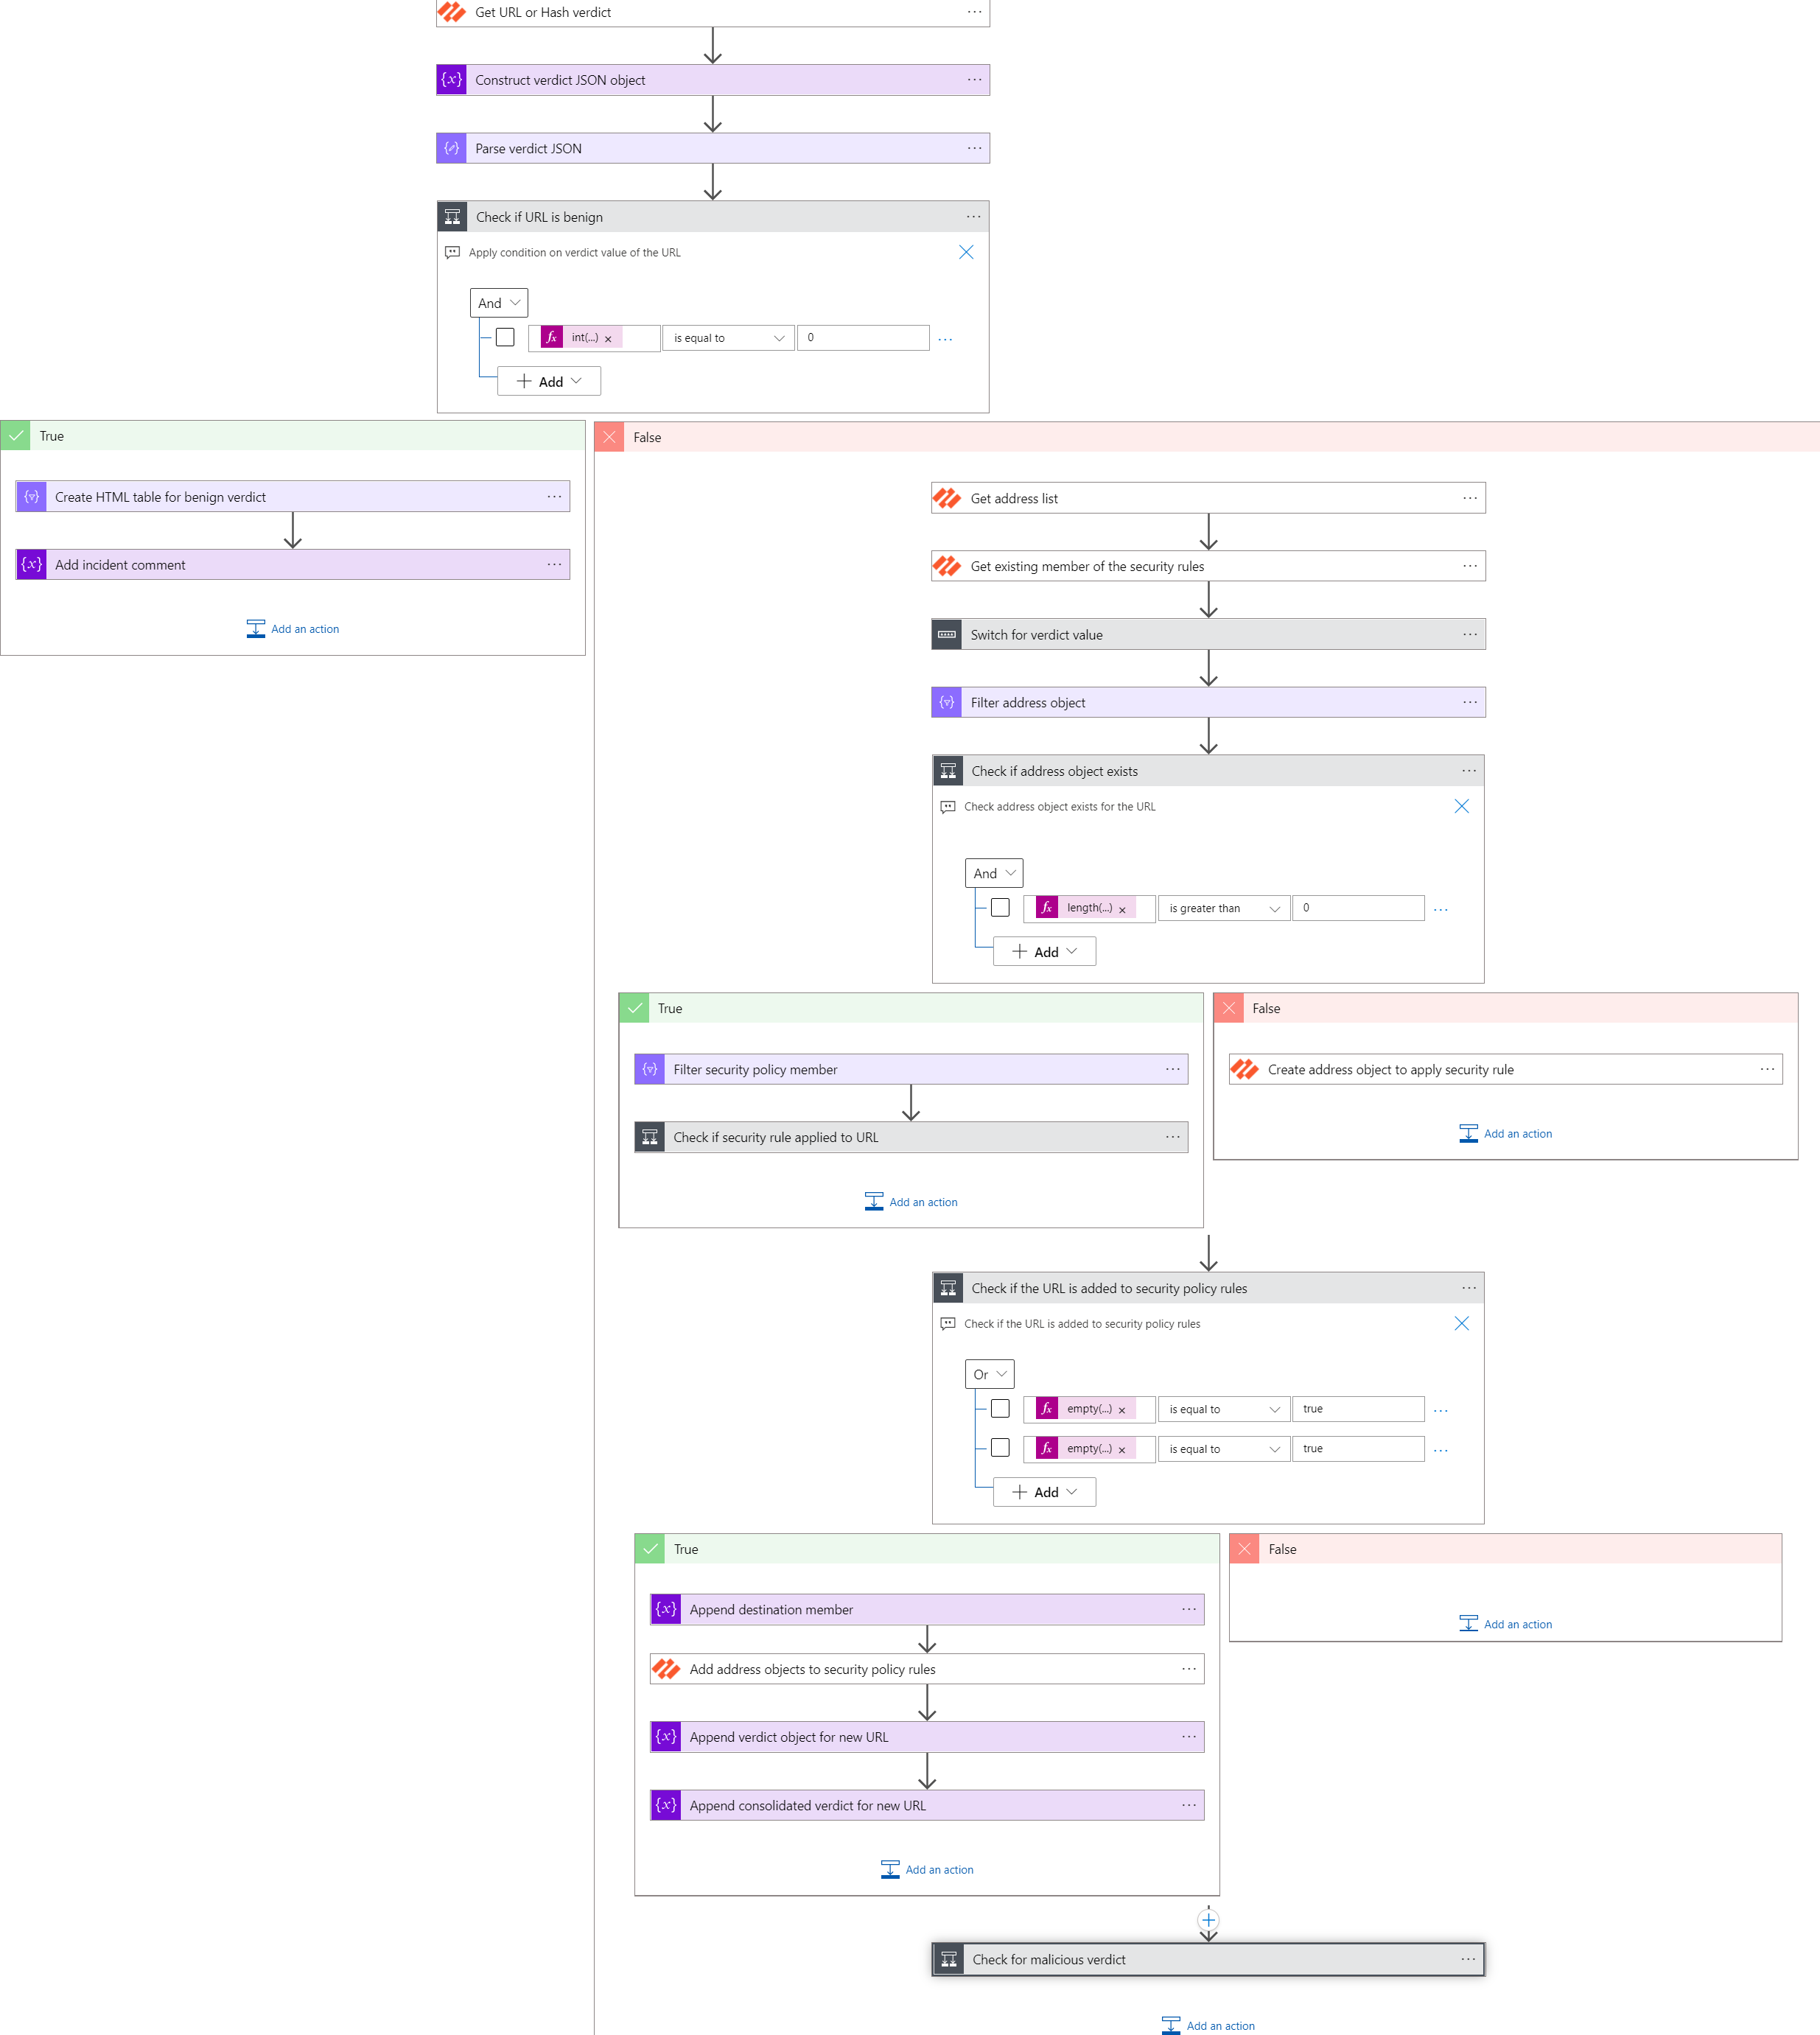 Get URL or Hash verdict
Construct verdict JSON object
Parse verdict JSON
Check if URL is benign
Apply condition on verdict value of the URL
And
int(...) is equal to 0
Add
True
Create HTML table for benign verdict
Add incident comment
Add an action
False
Get address list
Get existing member of the security rules
Switch for verdict value
Filter address object
Check if address object exists
Check address object exists for the URL
And
length(...) is greater than 0
Add
True
Filter security policy member
Check if security rule applied to URL
Add an action
False
Create address object to apply security rule
Add an action
Check if the URL is added to security policy rules
Check if the URL is added to security policy rules
Or
empty(...) is equal to true
empty(...) is equal to true
Add
True
Append destination member
Add address objects to security policy rules
Append verdict object for new URL
Append consolidated verdict for new URL
Add an action
False
Add an action
Check for malicious verdict
Add an action